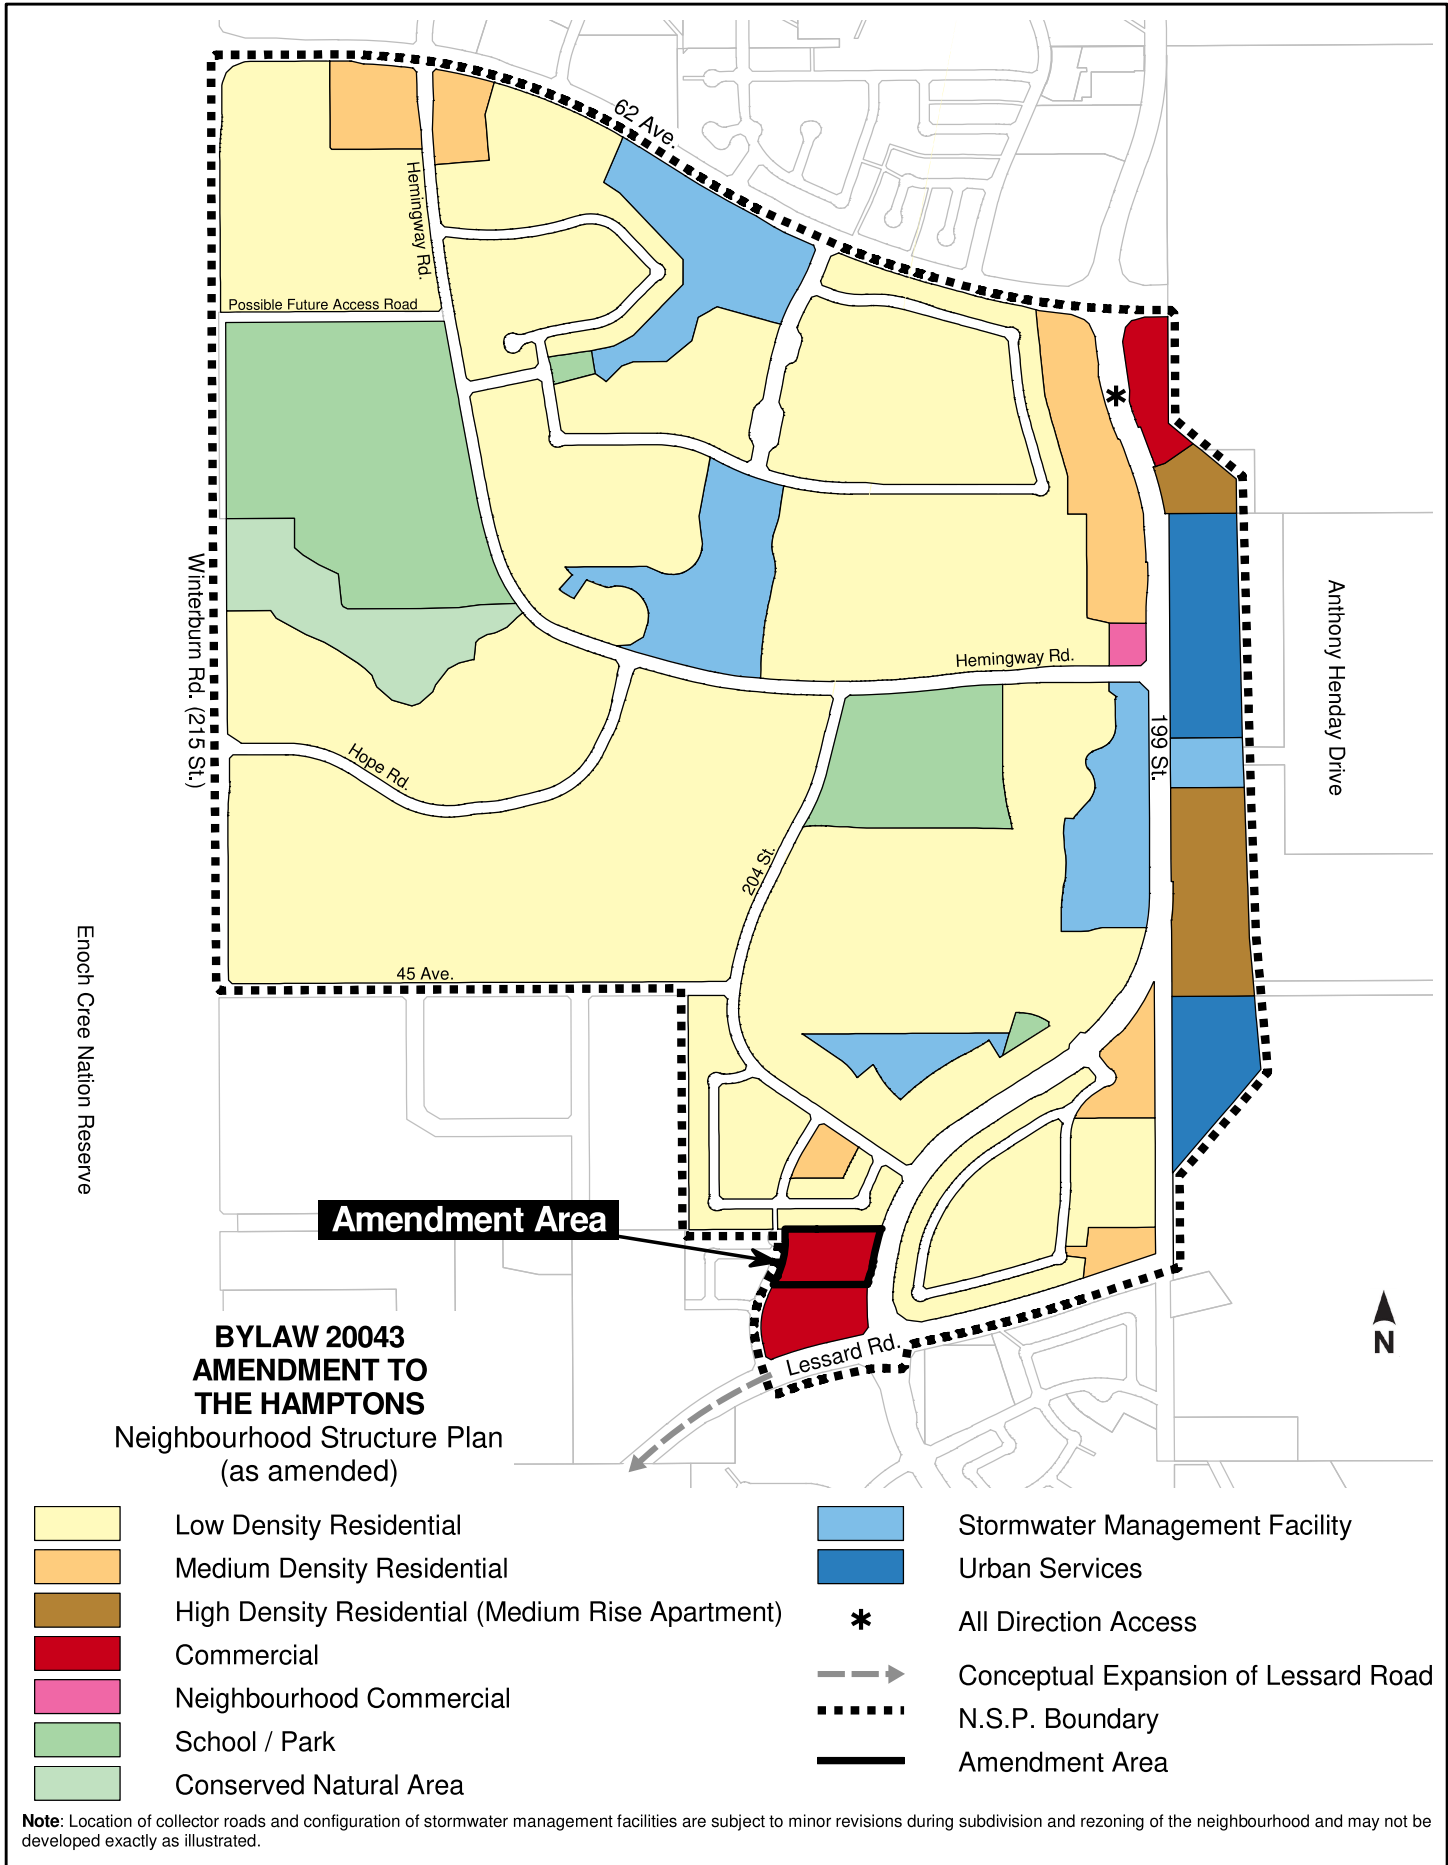 62 Ave.
Hemingway Rd.
Possible Future Access Road
Winterburn Rd. (215 St.)
Anthony Henday Drive
Hemingway Rd.
199 St.
Hope Rd.
204 St.
45 Ave.
Enoch Cree Nation Reserve
Amendment Area
Lessard Rd.
N
BYLAW 20043
AMENDMENT TO
THE HAMPTONS
Neighbourhood Structure Plan
(as amended)
Low Density Residential
Medium Density Residential
High Density Residential (Medium Rise Apartment)
Commercial
Neighbourhood Commercial
School / Park
Conserved Natural Area
Stormwater Management Facility
Urban Services
All Direction Access
Conceptual Expansion of Lessard Road
N.S.P. Boundary
Amendment Area
Note: Location of collector roads and configuration of stormwater management facilities are subject to minor revisions during subdivision and rezoning of the neighbourhood and may not be
developed exactly as illustrated.